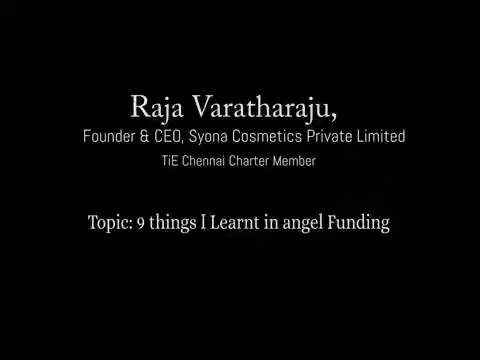 Raja Varatharaju,
Founder & CEO, Syona Cosmetics Private Limited
TiE Chennai Charter Member
Topic: 9 things I Learnt in angel Funding